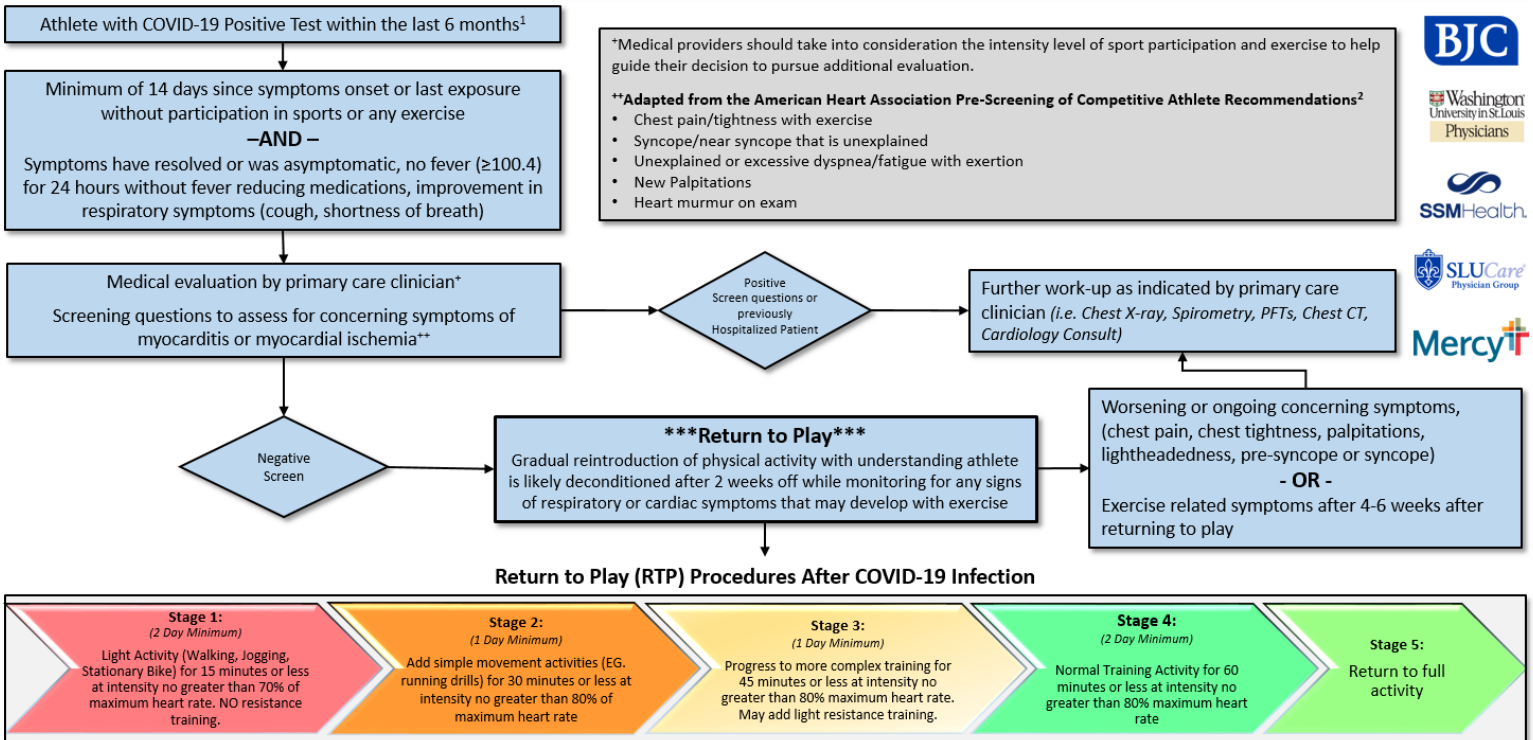 Athlete with COVID-19 Positive Test within the last 6 months¹
Minimum of 14 days since symptoms onset or last exposure
without participation in sports or any exercise
–AND –
Symptoms have resolved or was asymptomatic, no fever (≥100.4)
for 24 hours without fever reducing medications, improvement in
respiratory symptoms (cough, shortness of breath)
Medical evaluation by primary care clinician⁺
Screening questions to assess for concerning symptoms of
myocarditis or myocardial ischemia⁺⁺
⁺Medical providers should take into consideration the intensity level of sport participation and exercise to help
guide their decision to pursue additional evaluation.
⁺⁺Adapted from the American Heart Association Pre-Screening of Competitive Athlete Recommendations²
• Chest pain/tightness with exercise
• Syncope/near syncope that is unexplained
• Unexplained or excessive dyspnea/fatigue with exertion
• New Palpitations
• Heart murmur on exam
BJC
Washington
University in St. Louis
Physicians
SSMHealth.
SLUCare
Physician Group
Mercy
Positive
Screen questions or
previously
Hospitalized Patient
Further work-up as indicated by primary care
clinician (i.e. Chest X-ray, Spirometry, PFTs, Chest CT,
Cardiology Consult)
Negative
Screen
***Return to Play***
Gradual reintroduction of physical activity with understanding athlete
is likely deconditioned after 2 weeks off while monitoring for any signs
of respiratory or cardiac symptoms that may develop with exercise
Worsening or ongoing concerning symptoms,
(chest pain, chest tightness, palpitations,
lightheadedness, pre-syncope or syncope)
- OR -
Exercise related symptoms after 4-6 weeks after
returning to play
Return to Play (RTP) Procedures After COVID-19 Infection
Stage 1:
(2 Day Minimum)
Light Activity (Walking, Jogging,
Stationary Bike) for 15 minutes or less
at intensity no greater than 70% of
maximum heart rate. NO resistance
training.
Stage 2:
(1 Day Minimum)
Add simple movement activities (EG.
running drills) for 30 minutes or less at
intensity no greater than 80% of
maximum heart rate
Stage 3:
(1 Day Minimum)
Progress to more complex training for
45 minutes or less at intensity no
greater than 80% maximum heart rate.
May add light resistance training.
Stage 4:
(2 Day Minimum)
Normal Training Activity for 60
minutes or less at intensity no
greater than 80% maximum heart
rate
Stage 5:
Return to full
activity